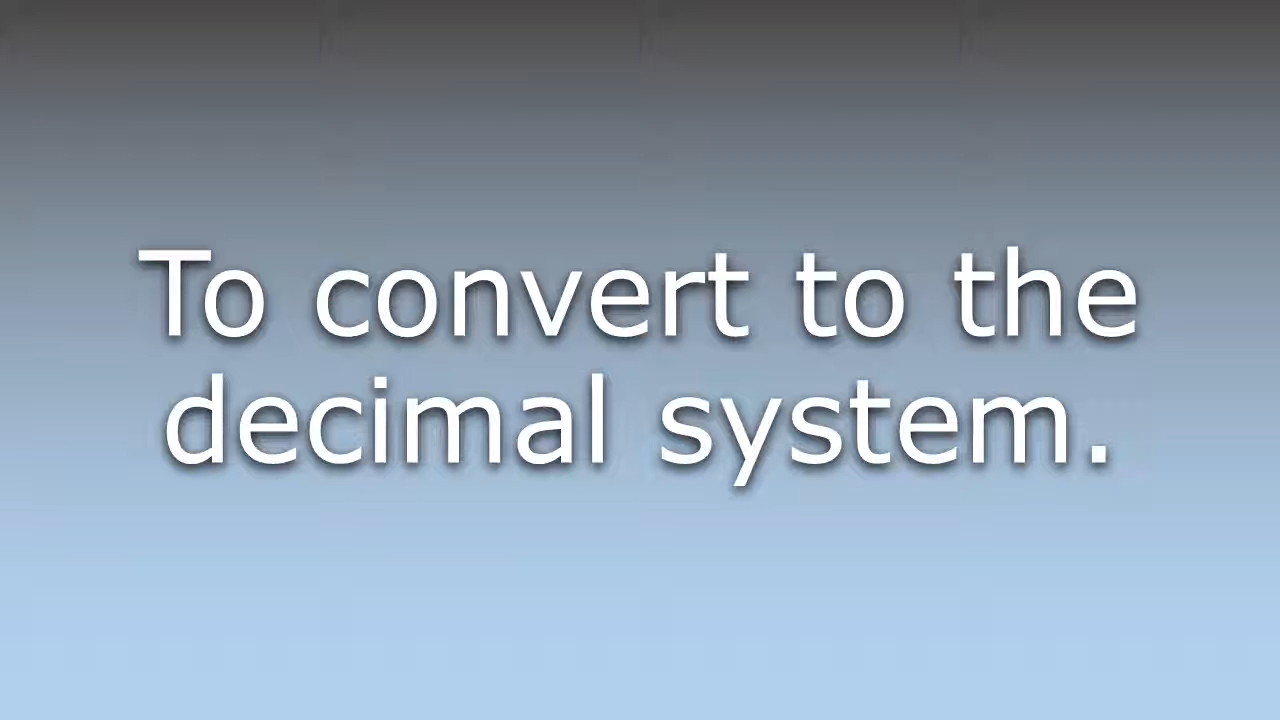 To convert to the
decimal system.